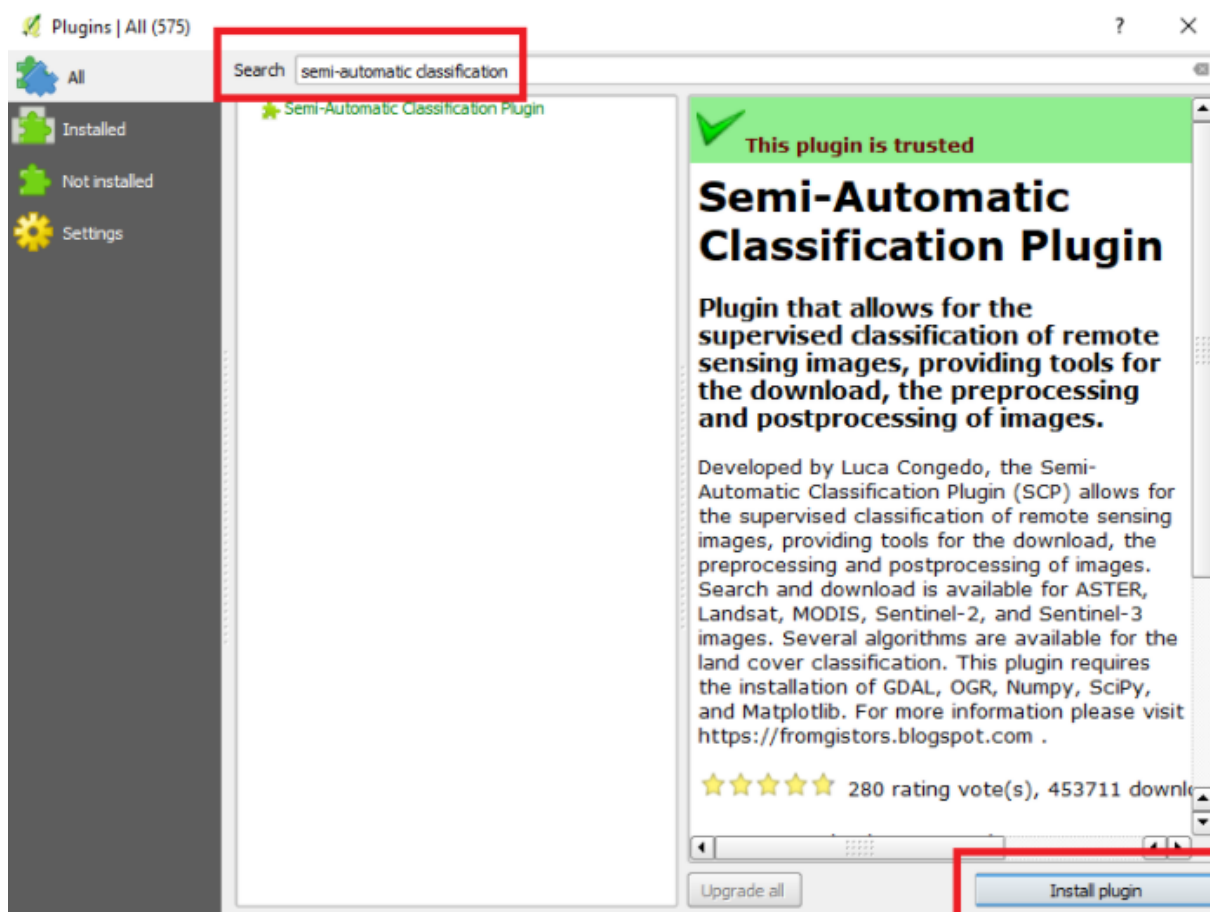 Plugins | All (575)
?
All
Search semi-automatic classification
Installed
Not installed
Settings
Semi-Automatic Classification Plugin
This plugin is trusted
Semi-Automatic
Classification Plugin
Plugin that allows for the
supervised classification of remote
sensing images, providing tools for
the download, the preprocessing
and postprocessing of images.
Developed by Luca Congedo, the Semi-
Automatic Classification Plugin (SCP) allows for
the supervised classification of remote sensing
images, providing tools for the download, the
preprocessing and postprocessing of images.
Search and download is available for ASTER,
Landsat, MODIS, Sentinel-2, and Sentinel-3
images. Several algorithms are available for the
land cover classification. This plugin requires
the installation of GDAL, OGR, Numpy, SciPy,
and Matplotlib. For more information please visit
https://fromgistors.blogspot.com .
280 rating vote(s), 453711
Upgrade all
Install plugin